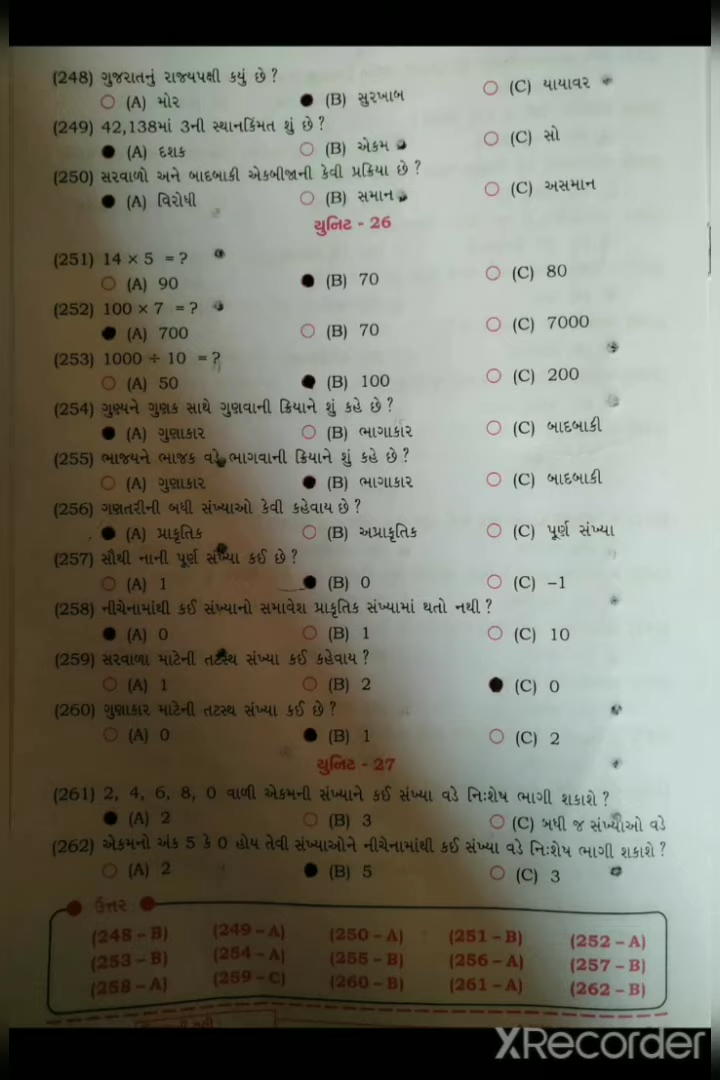 (248) ગુજરાતનું રાજ્યપક્ષી કયું છે ?
(A) મોર (B) સુરખાબ (C) યાયાવર
(249) 42,138માં 3ની સ્થાનકિંમત શું છે ?
(A) દશક (B) એકમ (C) સો
(250) સરવાળો અને બાદબાકી એકબીજાની કેવી પ્રક્રિયા છે ?
(A) વિરોધી (B) સમાન (C) અસમાન
યુનિટ - 26
(251) 14 × 5 = ?
(A) 90 (B) 70 (C) 80
(252) 100 × 7 = ?
(A) 700 (B) 70 (C) 7000
(253) 1000 ÷ 10 = ?
(A) 50 (B) 100 (C) 200
(254) ગુણ્યને ગુણક સાથે ગુણવાની ક્રિયાને શું કહે છે ?
(A) ગુણાકાર (B) ભાગાકાર (C) બાદબાકી
(255) ભાજ્યને ભાજક વડે ભાગવાની ક્રિયાને શું કહે છે ?
(A) ગુણાકાર (B) ભાગાકાર (C) બાદબાકી
(256) ગણતરીની બધી સંખ્યાઓ કેવી કહેવાય છે ?
(A) પ્રાકૃતિક (B) અપ્રાકૃતિક (C) પૂર્ણ સંખ્યા
(257) સૌથી નાની પૂર્ણ સંખ્યા કઈ છે ?
(A) 1 (B) 0 (C) –1
(258) નીચેનામાંથી કઈ સંખ્યાનો સમાવેશ પ્રાકૃતિક સંખ્યામાં થતો નથી ?
(A) 0 (B) 1 (C) 10
(259) સરવાળા માટેની તટસ્થ સંખ્યા કઈ કહેવાય ?
(A) 1 (B) 2 (C) 0
(260) ગુણાકાર માટેની તટસ્થ સંખ્યા કઈ છે ?
(A) 0 (B) 1 (C) 2
યુનિટ - 27
(261) 2, 4, 6, 8, 0 વાળી એકમની સંખ્યાને કઈ સંખ્યા વડે નિઃશેષ ભાગી શકાશે ?
(A) 2 (B) 3 (C) બધી જ સંખ્યાઓ વડે
(262) એકમનો અંક 5 કે 0 હોય તેવી સંખ્યાઓને નીચેનામાંથી કઈ સંખ્યા વડે નિઃશેષ ભાગી શકાશે ?
(A) 2 (B) 5 (C) 3
ઉત્તર
(248 – B) (249 – A) (250 – A) (251 – B) (252 – A)
(253 – B) (254 – A) (255 – B) (256 – A) (257 – B)
(258 – A) (259 – C) (260 – B) (261 – A) (262 – B)
XRecorder